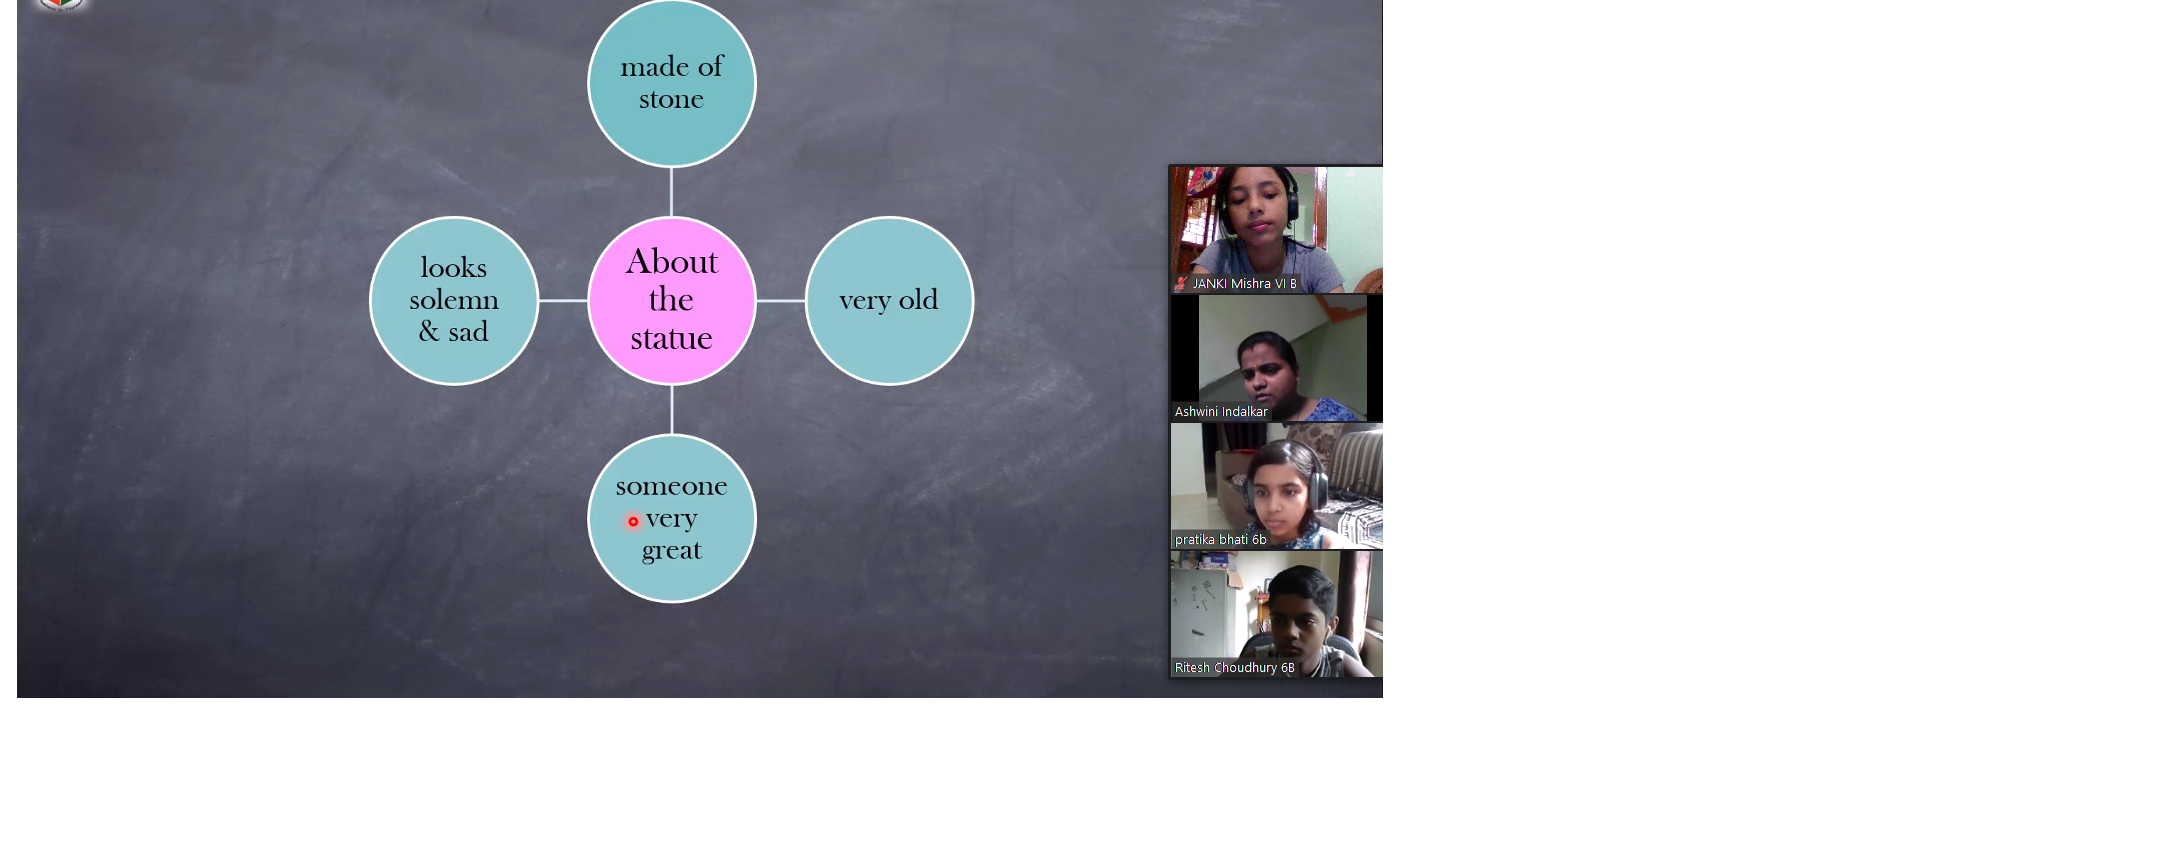 made of
stone
looks
solemn
& sad
About
the
statue
very old
someone
very
great
JANKI Mishra VI B
Ashwini Indalkar
pratika bhati 6b
Ritesh Choudhury 6B